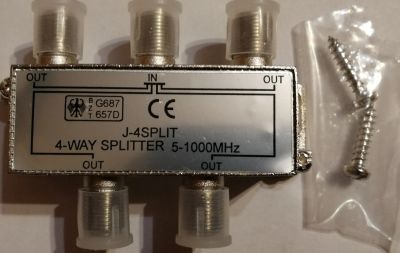 OUT IN OUT
B Z T G687 657D CE
J-4SPLIT
4-WAY SPLITTER 5-1000MHz
OUT OUT